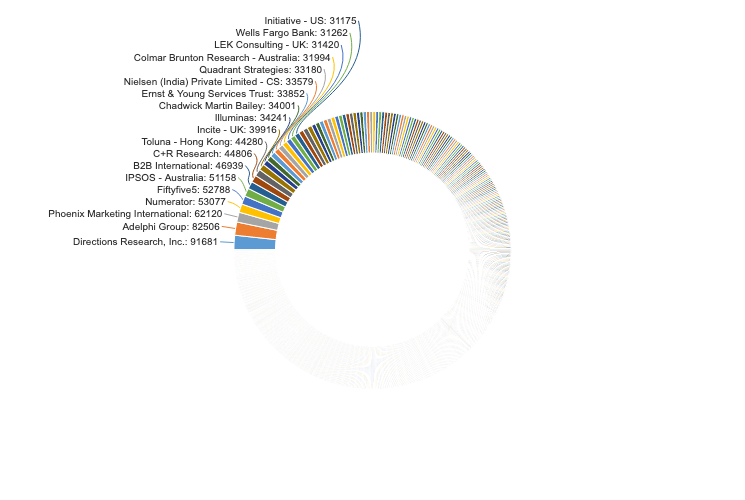 Initiative - US: 31175
Wells Fargo Bank: 31262
LEK Consulting - UK: 31420
Colmar Brunton Research - Australia: 31994
Quadrant Strategies: 33180
Nielsen (India) Private Limited - CS: 33579
Ernst & Young Services Trust: 33852
Chadwick Martin Bailey: 34001
Illuminas: 34241
Incite - UK: 39916
Toluna - Hong Kong: 44280
C+R Research: 44806
B2B International: 46939
IPSOS - Australia: 51158
Fiftyfive5: 52788
Numerator: 53077
Phoenix Marketing International: 62120
Adelphi Group: 82506
Directions Research, Inc.: 91681